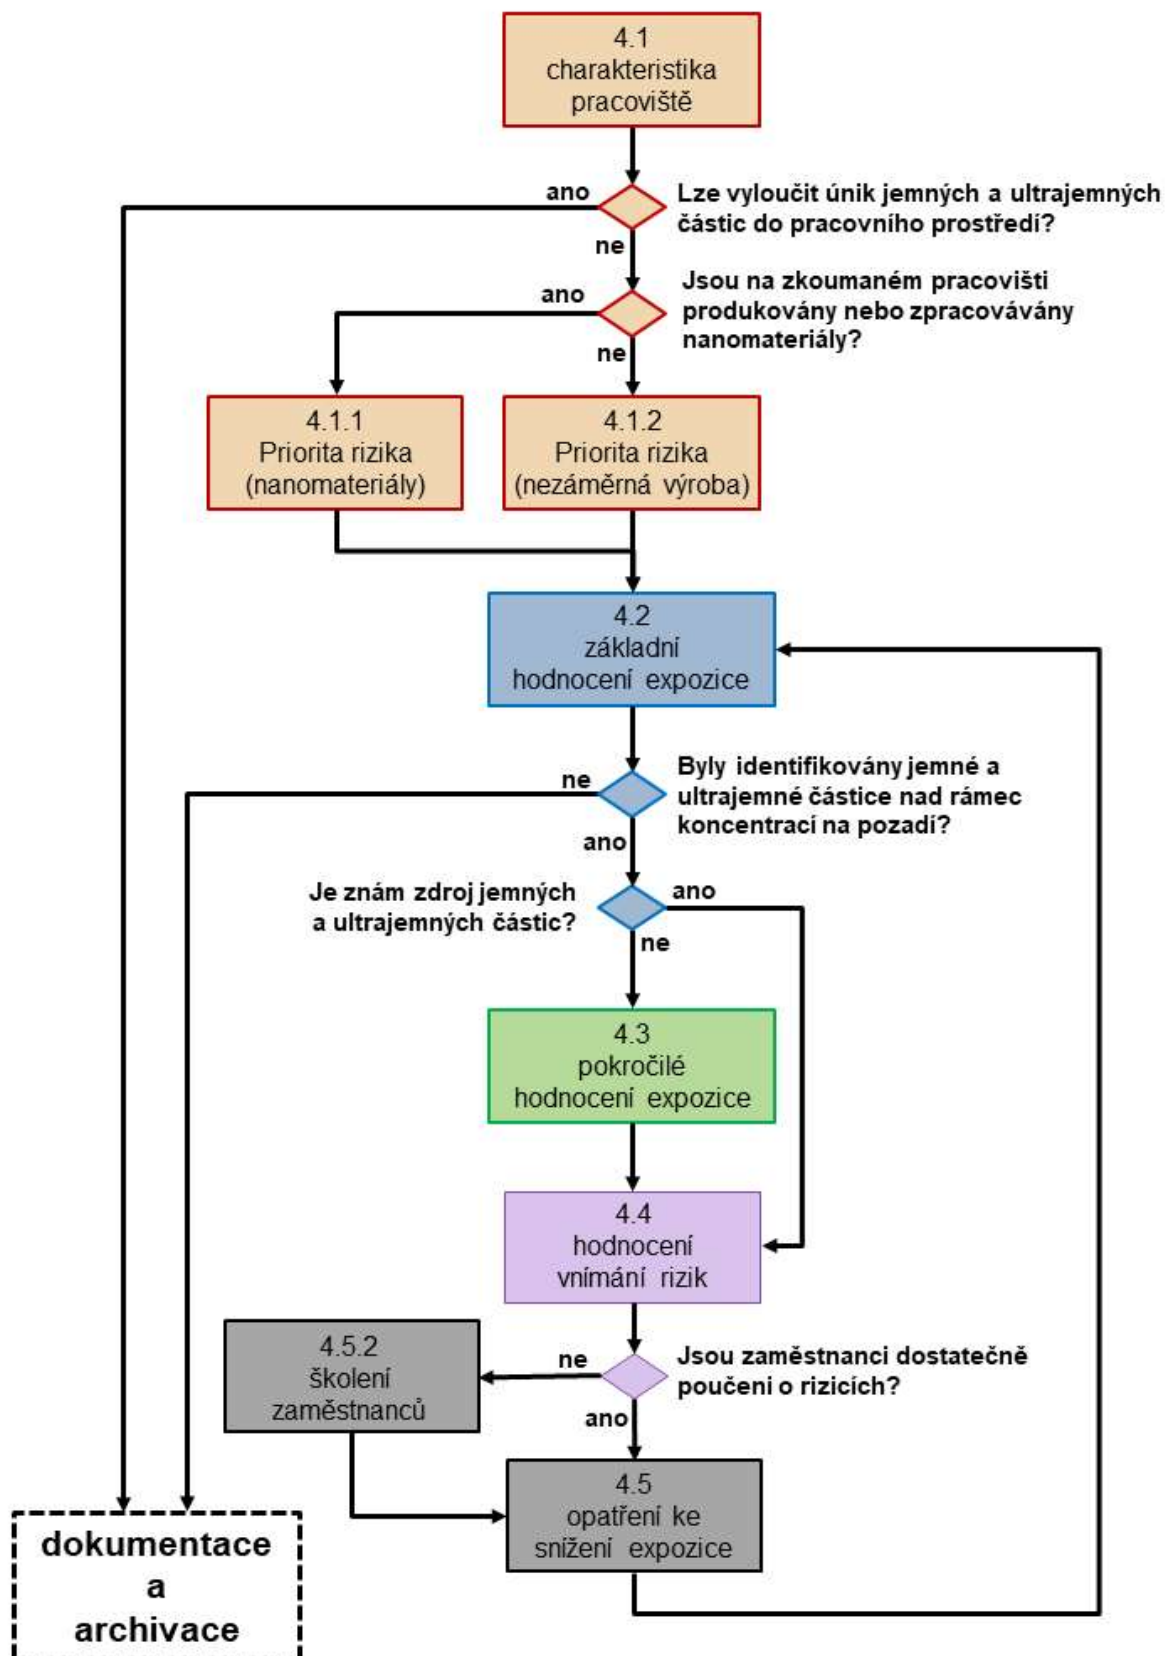 4.1
charakteristika
pracoviště
ano
Lze vyloučit únik jemných a ultrajemných
částic do pracovního prostředí?
ne
ano
Jsou na zkoumaném pracovišti
produkovány nebo zpracovávány
nanomateriály?
ne
4.1.1
Priorita rizika
(nanomateriály)
4.1.2
Priorita rizika
(nezáměrná výroba)
4.2
základní
hodnocení expozice
ne
Byly identifikovány jemné a
ultrajemné částice nad rámec
koncentrací na pozadí?
ano
Je znám zdroj jemných
a ultrajemných částic?
ano
ne
4.3
pokročilé
hodnocení expozice
4.4
hodnocení
vnímání rizik
4.5.2
školení
zaměstnanců
ne
Jsou zaměstnanci dostatečně
poučeni o rizicích?
ano
4.5
opatření ke
snížení expozice
dokumentace
a
archivace